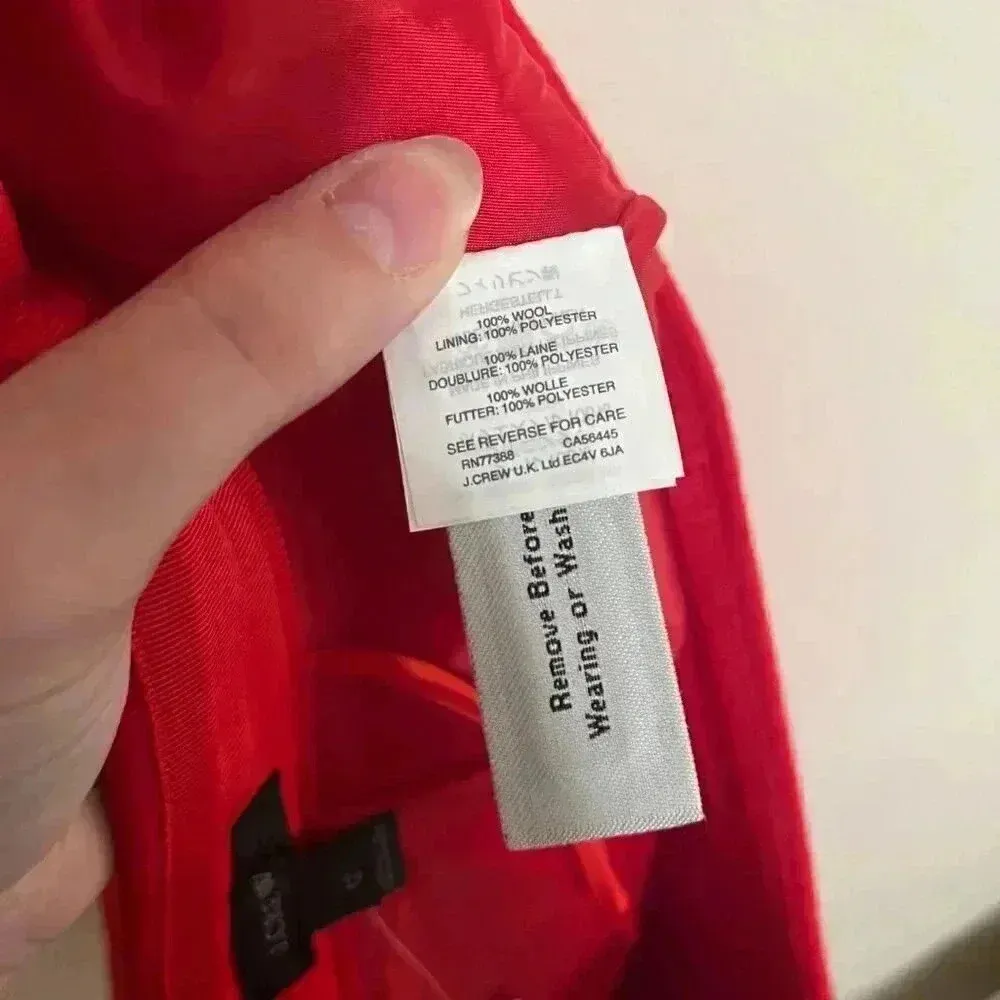 100% WOOL
LINING: 100% POLYESTER
100% LAINE
DOUBLURE: 100% POLYESTER
100% WOLLE
FUTTER: 100% POLYESTER
SEE REVERSE FOR CARE
RN77388 CA56445
J.CREW U.K. Ltd EC4V 6JA
Remove Before
Wearing or Wash